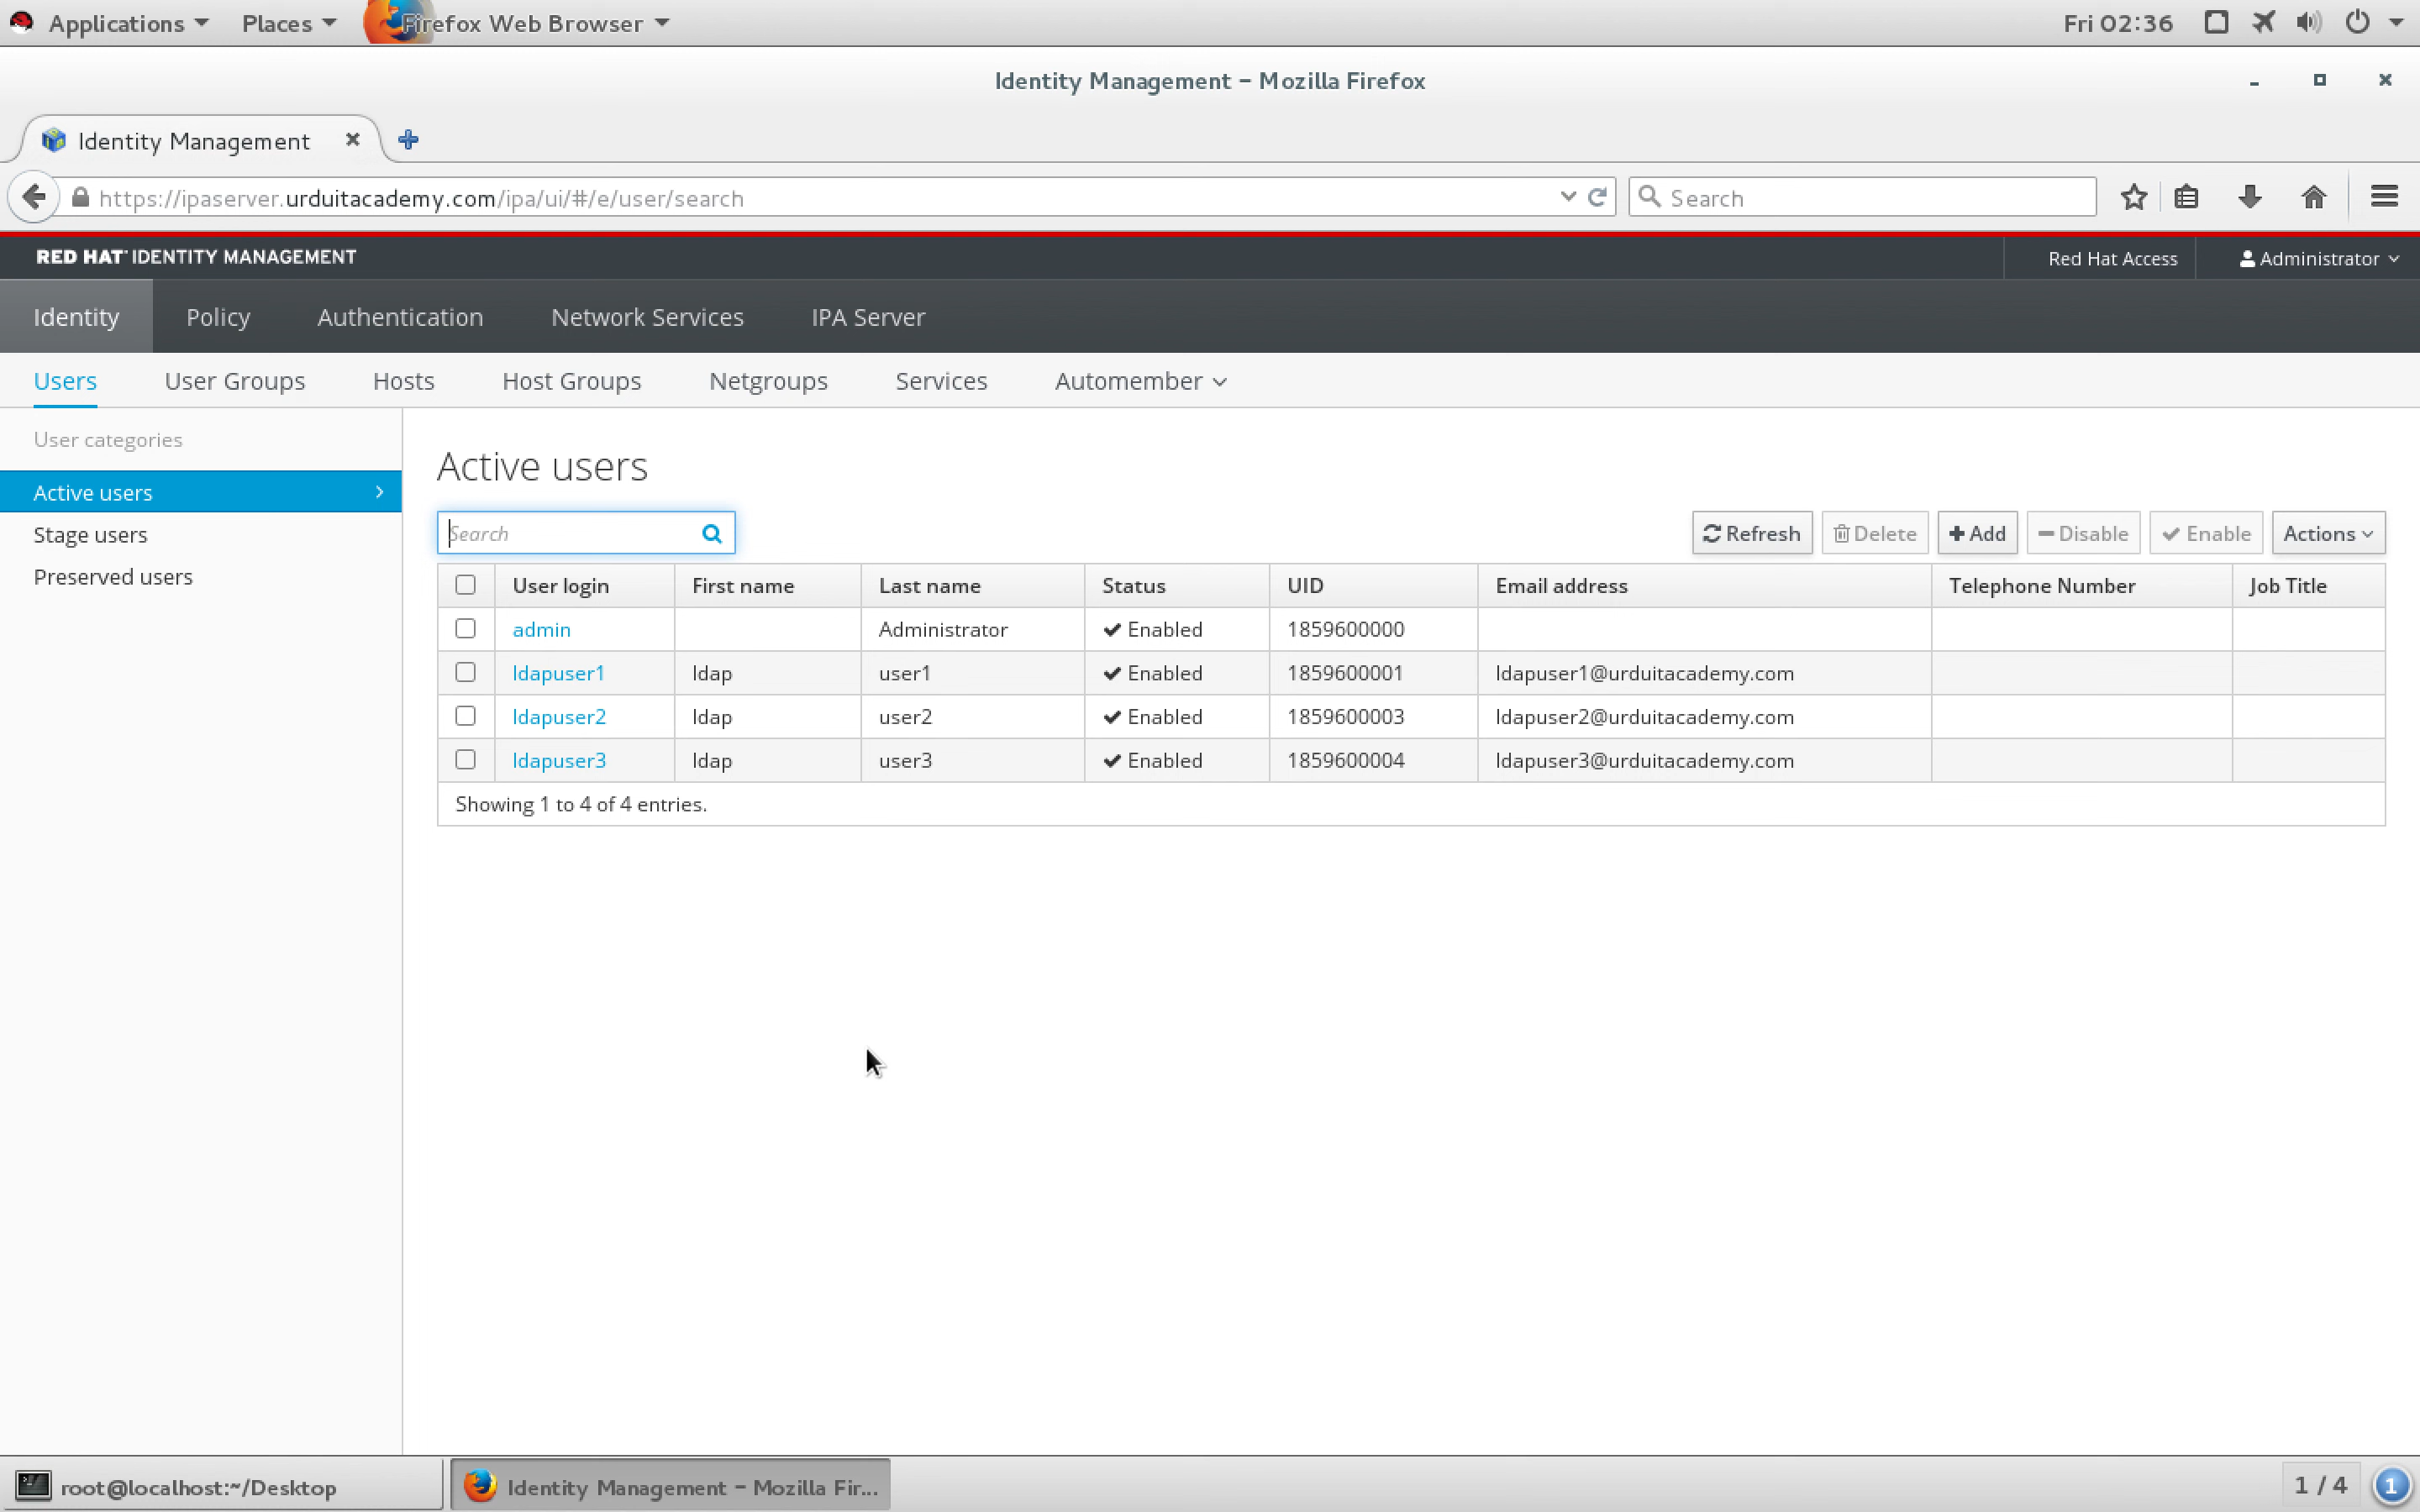 Applications Places Firefox Web Browser Fri 02:36
Identity Management - Mozilla Firefox
Identity Management
https://ipaserver.urduitacademy.com/ipa/ui/#/e/user/search Search
RED HAT IDENTITY MANAGEMENT Red Hat Access Administrator
Identity Policy Authentication Network Services IPA Server
Users User Groups Hosts Host Groups Netgroups Services Automember
User categories
Active users
Stage users
Preserved users
Active users
Search Refresh Delete Add Disable Enable Actions
User login First name Last name Status UID Email address Telephone Number Job Title
admin Administrator Enabled 1859600000
ldapuser1 ldap user1 Enabled 1859600001 ldapuser1@urduitacademy.com
ldapuser2 ldap user2 Enabled 1859600003 ldapuser2@urduitacademy.com
ldapuser3 ldap user3 Enabled 1859600004 ldapuser3@urduitacademy.com
Showing 1 to 4 of 4 entries.
root@localhost:~/Desktop Identity Management - Mozilla Fir... 1 / 4 1